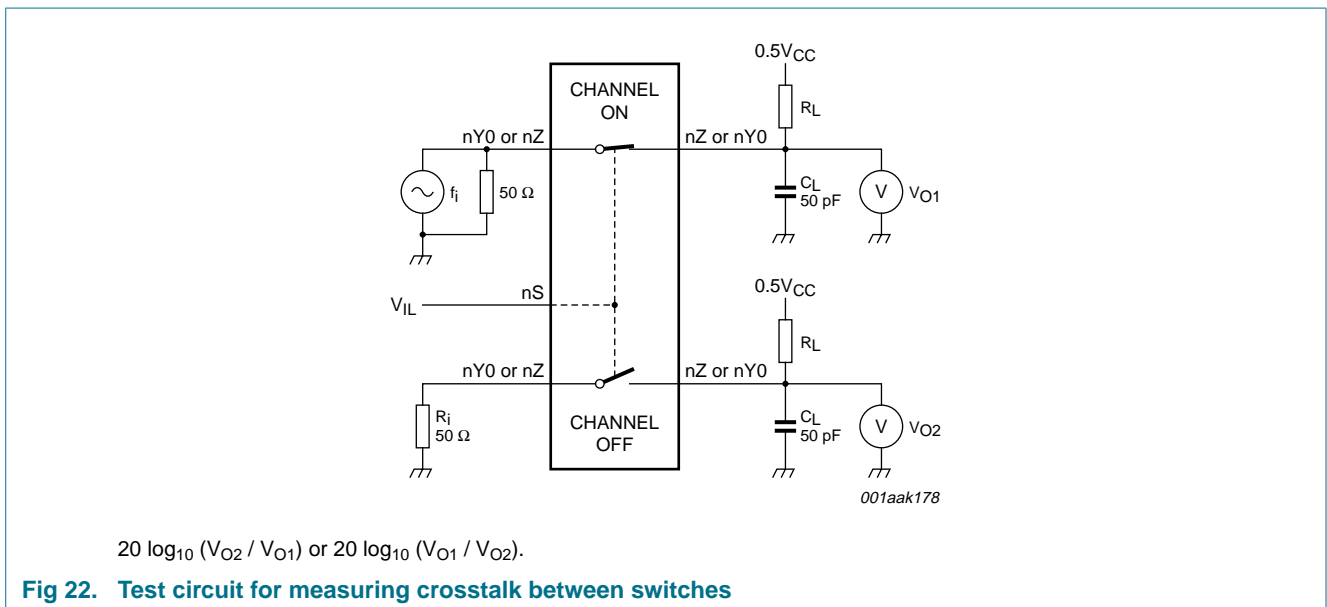 0.5VCC
CHANNEL
ON
RL
nY0 or nZ
nZ or nY0
fi
50 Ω
CL
50 pF
V
VO1
0.5VCC
nS
VIL
RL
nY0 or nZ
nZ or nY0
Ri
50 Ω
CHANNEL
OFF
CL
50 pF
V
VO2
001aak178
20 log10 (VO2 / VO1) or 20 log10 (VO1 / VO2).
Fig 22. Test circuit for measuring crosstalk between switches